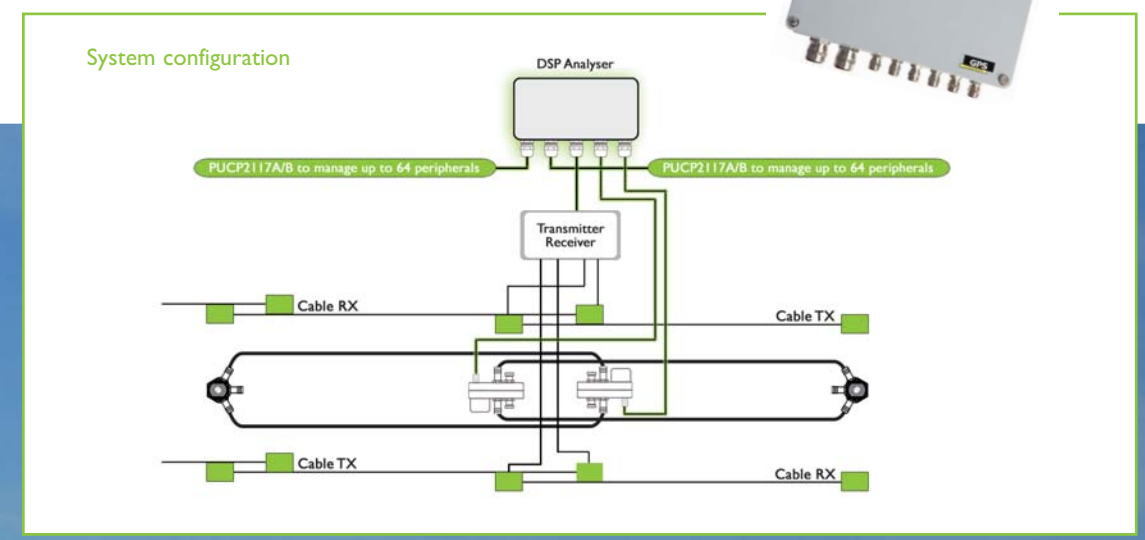 System configuration
GPS
DSP Analyser
PUCP2117A/B to manage up to 64 peripherals
PUCP2117A/B to manage up to 64 peripherals
Transmitter
Receiver
Cable RX
Cable TX
Cable TX
Cable RX